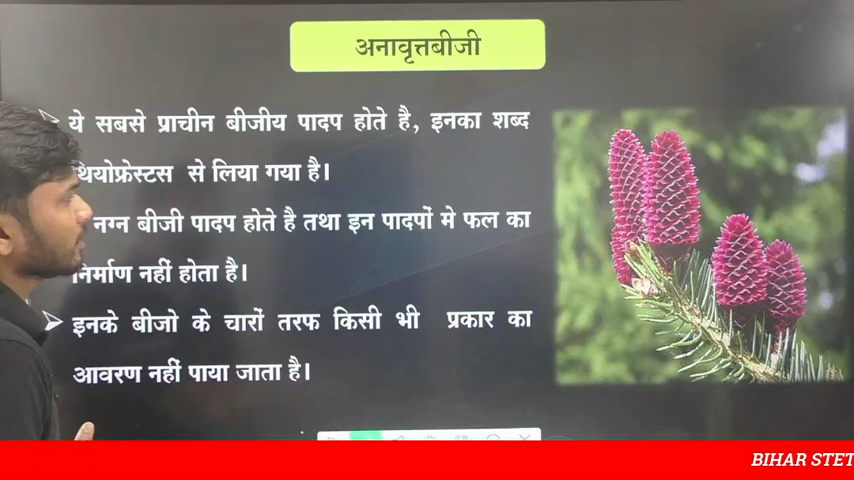 अनावृत्तबीजी
ये सबसे प्राचीन बीजीय पादप होते है, इनका शब्द
थियोफ्रेस्टस से लिया गया है।
नग्न बीजी पादप होते है तथा इन पादपों मे फल का
निर्माण नहीं होता है।
इनके बीजो के चारों तरफ किसी भी प्रकार का
आवरण नहीं पाया जाता है।
BIHAR STET